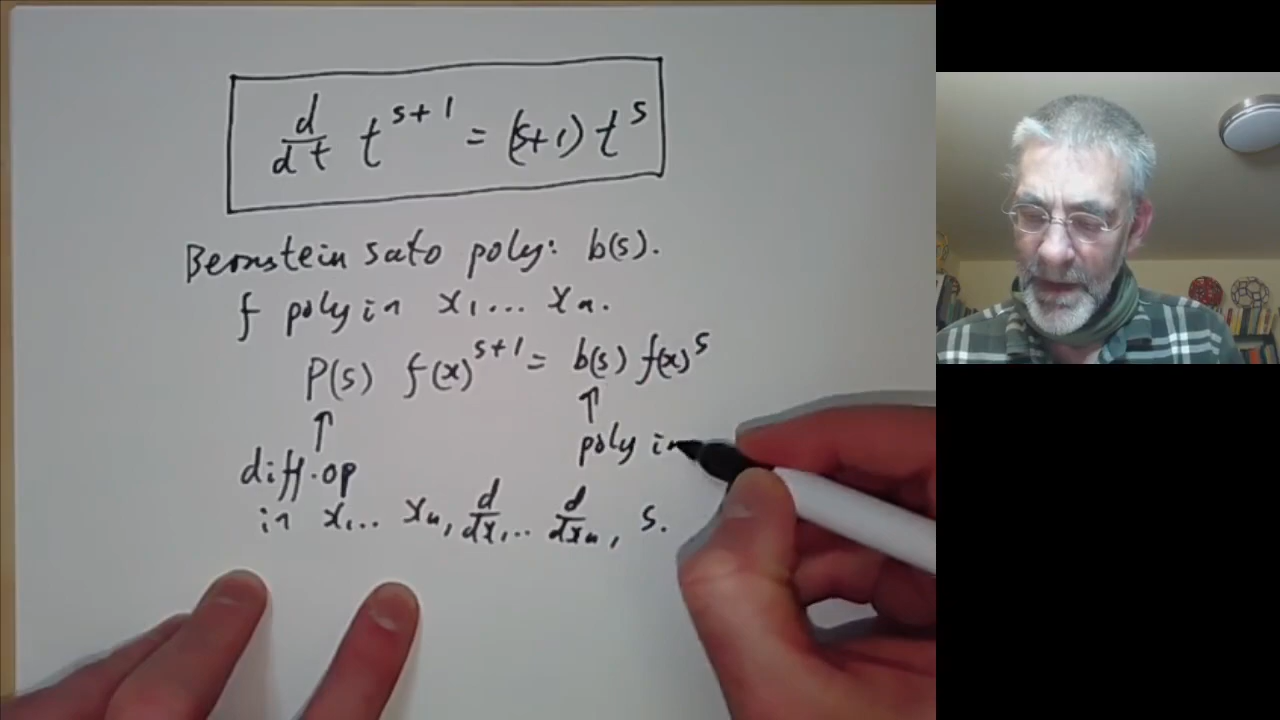 d/dt t^{s+1} = (s+1) t^s
Bernstein sato poly: b(s).
f poly in x₁... xₙ.
P(s) f(x)^{s+1} = b(s) f(x)^s
↑ ↑
poly in
diff.op
in x₁... xₙ, d/dx₁... d/dxₙ, s.